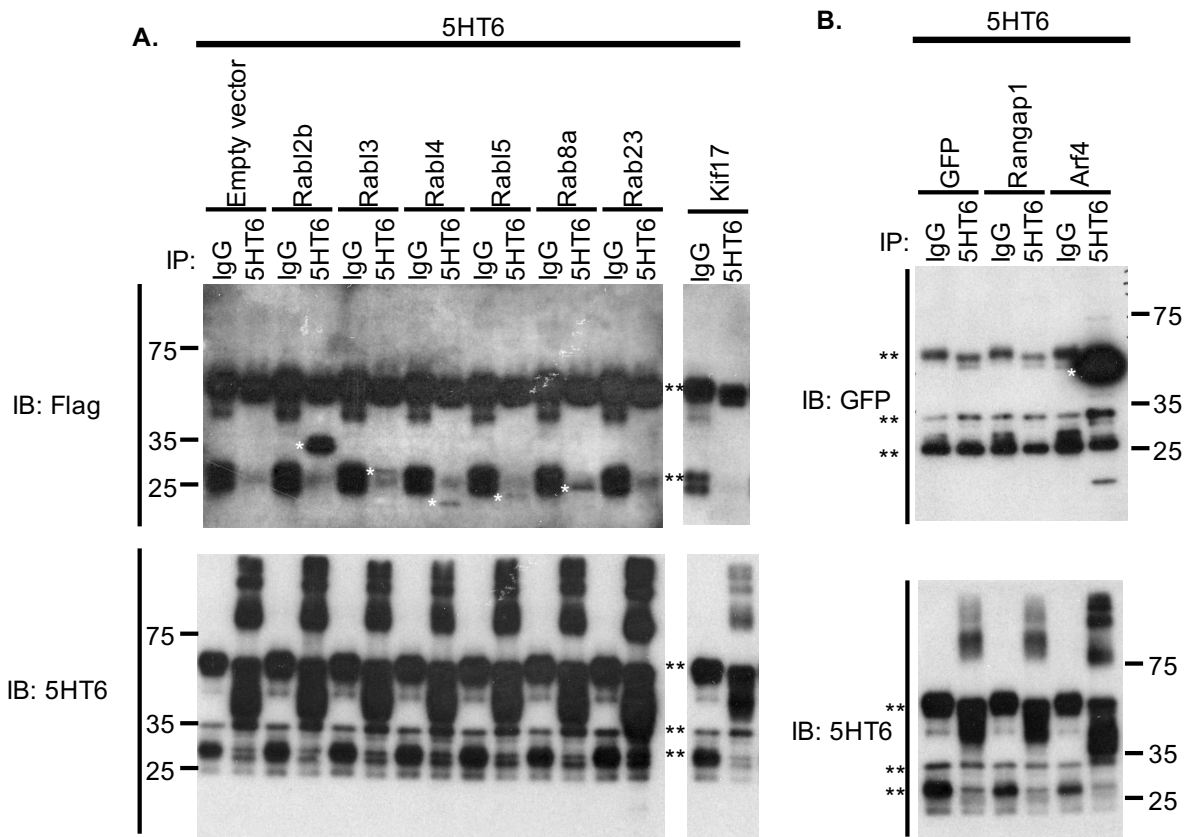 A.
5HT6
Empty vector
Rabl2b
Rabl3
Rabl4
Rabl5
Rab8a
Rab23
Kif17
IP:
IgG 5HT6 IgG 5HT6 IgG 5HT6 IgG 5HT6 IgG 5HT6 IgG 5HT6 IgG 5HT6 IgG 5HT6
IB: Flag
75
35
25
**
**
*
*
*
*
*
IB: 5HT6
75
35
25
**
**
**
B.
5HT6
GFP
Rangap1
Arf4
IP:
IgG 5HT6 IgG 5HT6 IgG 5HT6
IB: GFP
**
**
**
*
75
35
25
IB: 5HT6
**
**
**
75
35
25